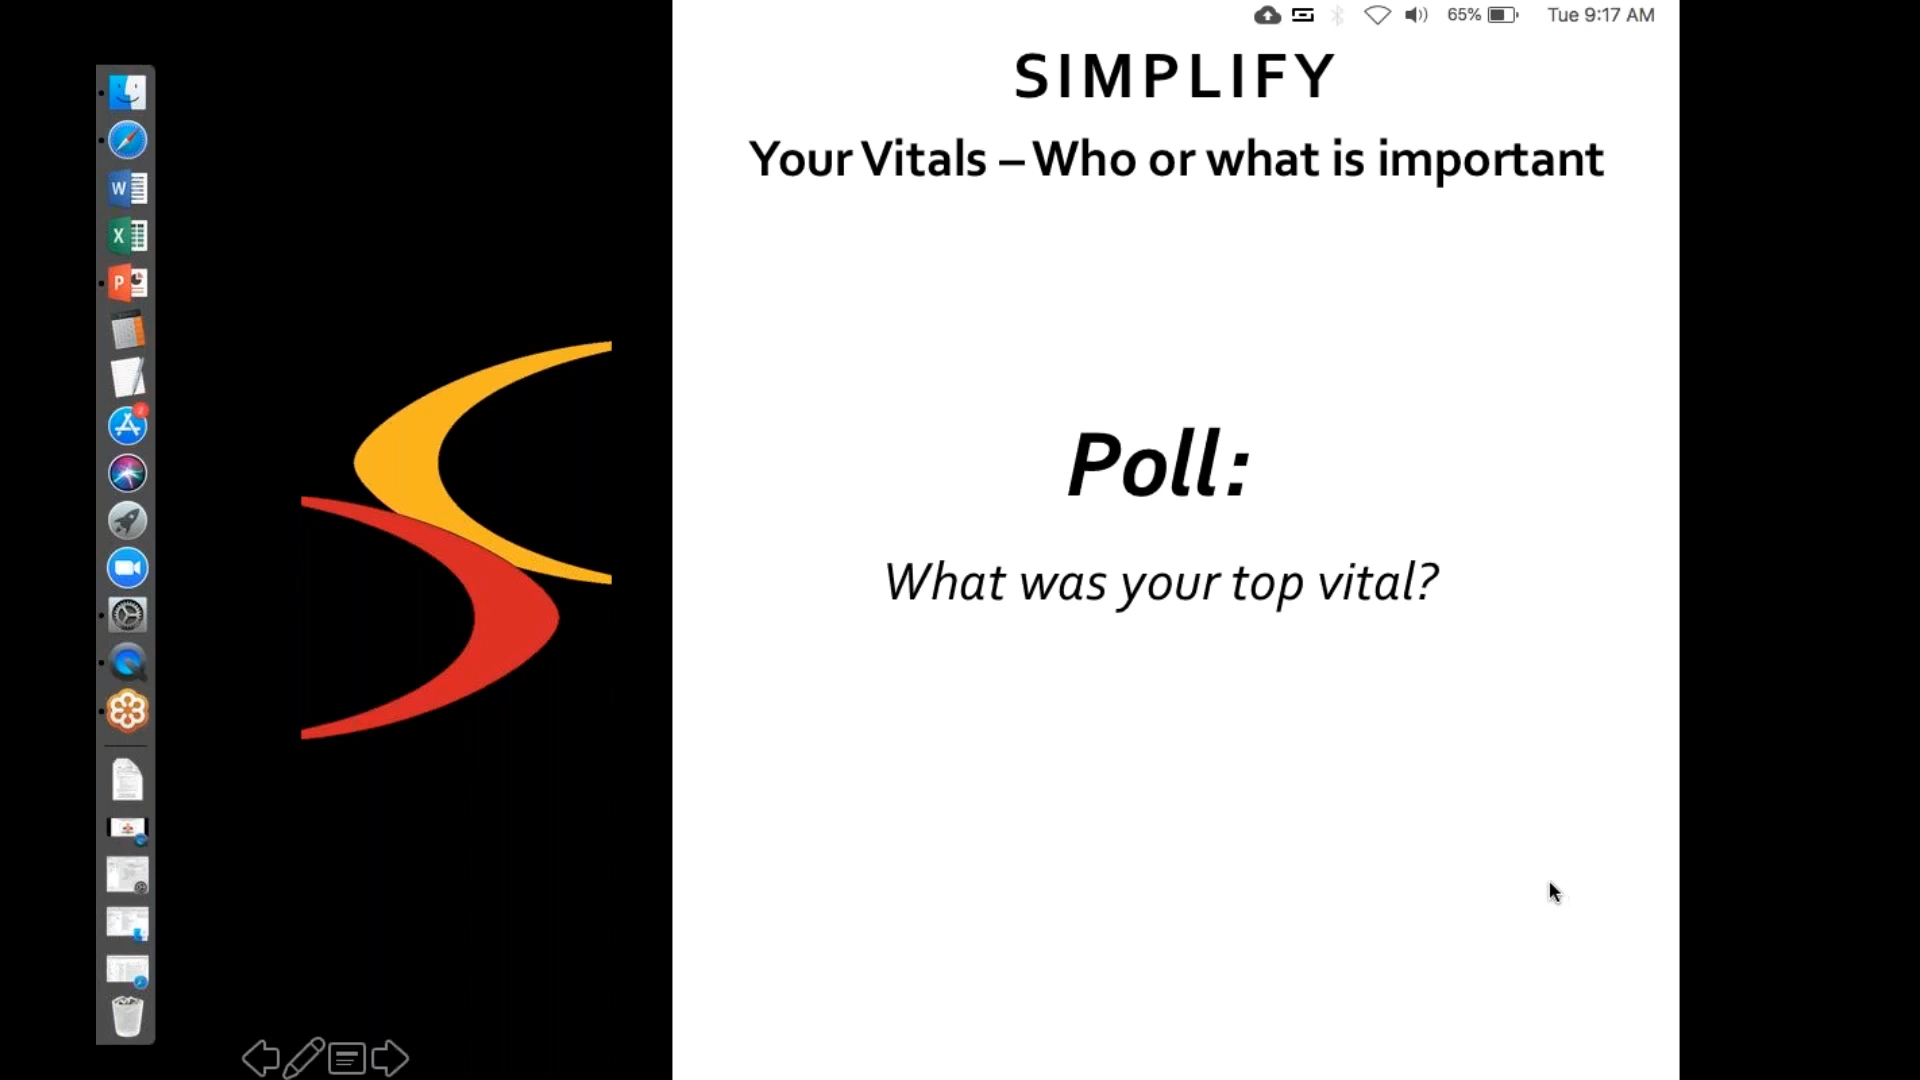 65% Tue 9:17 AM
SIMPLIFY
Your Vitals – Who or what is important
Poll:
What was your top vital?
W
X
P